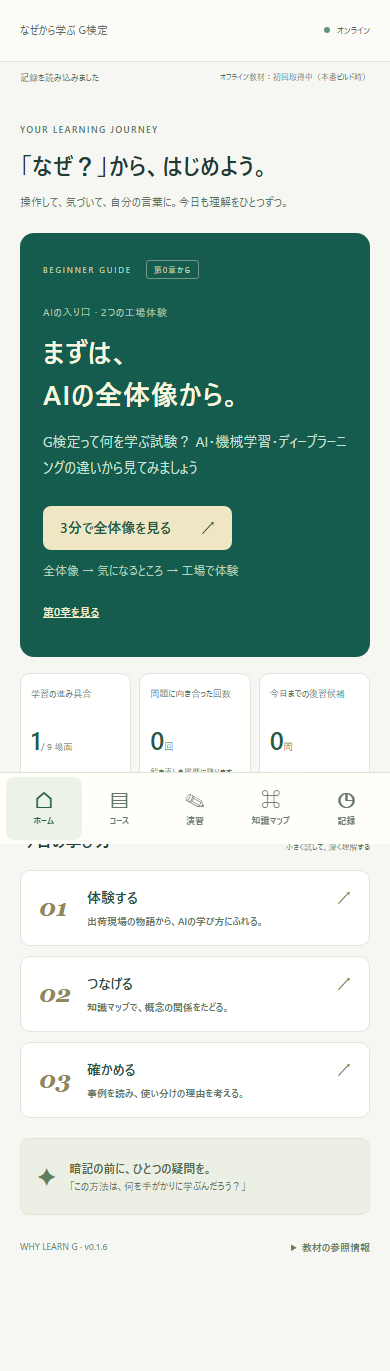 なぜから学ぶ G検定
オンライン
記録を読み込みました
オフライン教材：初回取得中（本番ビルド時）
YOUR LEARNING JOURNEY
「なぜ？」から、はじめよう。
操作して、気づいて、自分の言葉に。今日も理解をひとつずつ。
BEGINNER GUIDE
第0章から
AIの入り口 · 2つの工場体験
まずは、
AIの全体像から。
G検定って何を学ぶ試験？ AI・機械学習・ディープラーニ
ングの違いから見てみましょう
3分で全体像を見る
全体像 → 気になるところ → 工場で体験
第0章を見る
学習の進み具合
問題に向き合った回数
今日までの復習候補
1/ 9 場面
0回
0問
ホーム
コース
演習
知識マップ
記録
小さく試して、深く理解する
01
体験する
出荷現場の物語から、AIの学び方にふれる。
02
つなげる
知識マップで、概念の関係をたどる。
03
確かめる
事例を読み、使い分けの理由を考える。
暗記の前に、ひとつの疑問を。
「この方法は、何を手がかりに学ぶんだろう？」
WHY LEARN G · v0.1.6
▶ 教材の参照情報